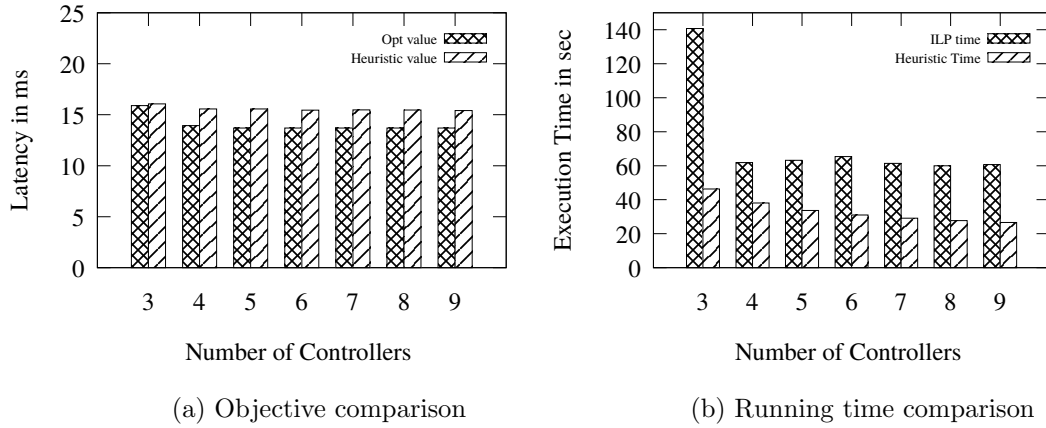 25
20
15
10
5
0
Latency in ms
Opt value
Heuristic value
3 4 5 6 7 8 9
Number of Controllers
(a) Objective comparison
140
120
100
80
60
40
20
0
Execution Time in sec
ILP time
Heuristic Time
3 4 5 6 7 8 9
Number of Controllers
(b) Running time comparison